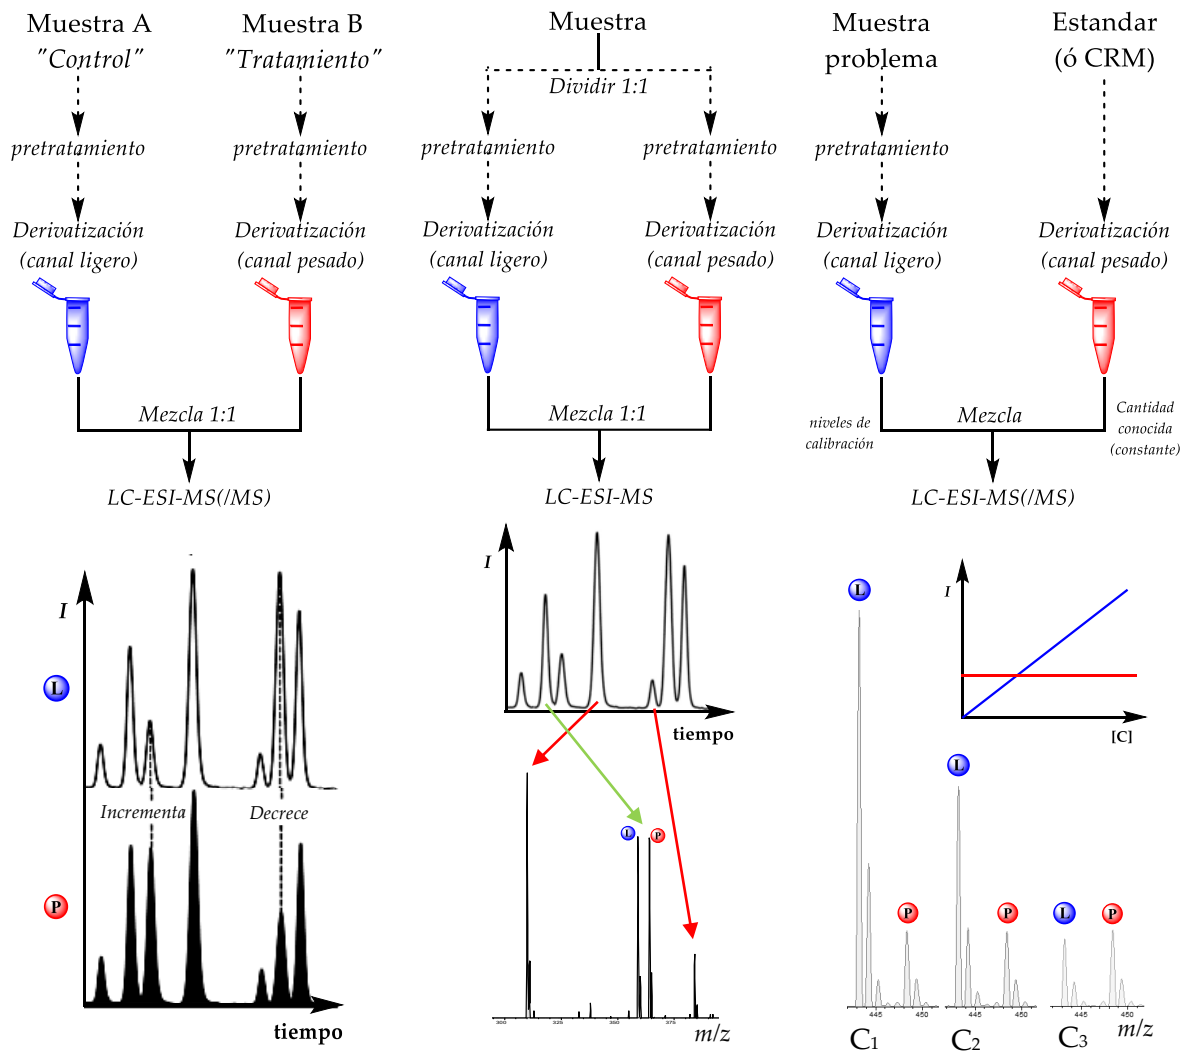 Muestra A
"Control"
pretratamiento
Derivatización
(canal ligero)
Muestra B
"Tratamiento"
pretratamiento
Derivatización
(canal pesado)
Mezcla 1:1
LC-ESI-MS(/MS)
I
L
Incrementa
Decrece
P
tiempo
Muestra
Dividir 1:1
pretratamiento
pretratamiento
Derivatización
(canal ligero)
Derivatización
(canal pesado)
Mezcla 1:1
LC-ESI-MS
I
tiempo
L
P
300
325
350
375
m/z
Muestra
problema
pretratamiento
Derivatización
(canal ligero)
Estandar
(ó CRM)
Derivatización
(canal pesado)
niveles de
calibración
Mezcla
Cantidad
conocida
(constante)
LC-ESI-MS(/MS)
I
[C]
L
P
L
P
L
P
445 450
445 450
445 450
C1
C2
C3
m/z